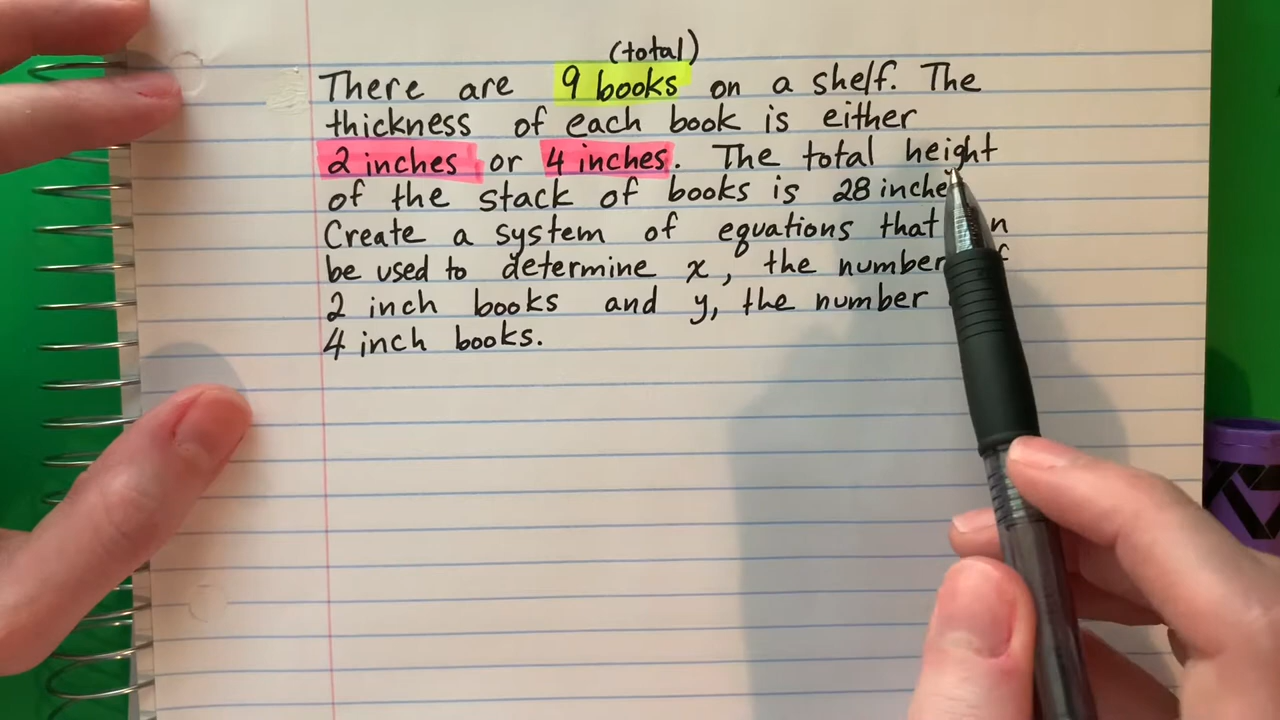 (total)
There are 9 books on a shelf. The
thickness of each book is either
2 inches or 4 inches. The total height
of the stack of books is 28 inche
Create a system of equations that n
be used to determine x, the number
2 inch books and y, the number
4 inch books.